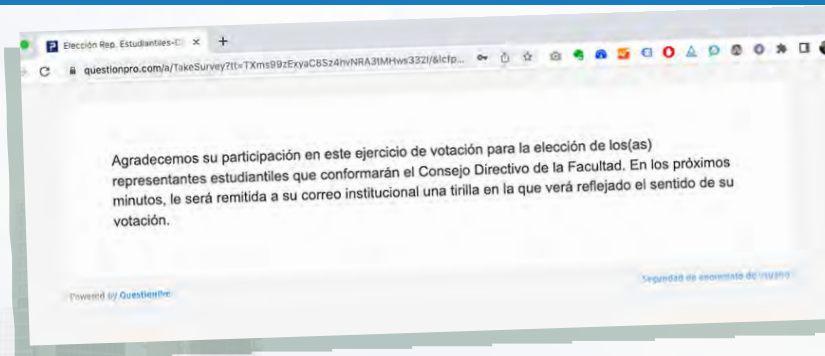 Elección Rep. Estudiantiles-C
questionpro.com/a/TakeSurvey?tt=
Agradecemos su participación en este ejercicio de votación para la elección de los(as)
representantes estudiantiles que conformarán el Consejo Directivo de la Facultad. En los próximos
minutos, le será remitida a su correo institucional una tirilla en la que verá reflejado el sentido de su
votación.
Seguridad de anonimato de usuario
Powered by QuestionPro